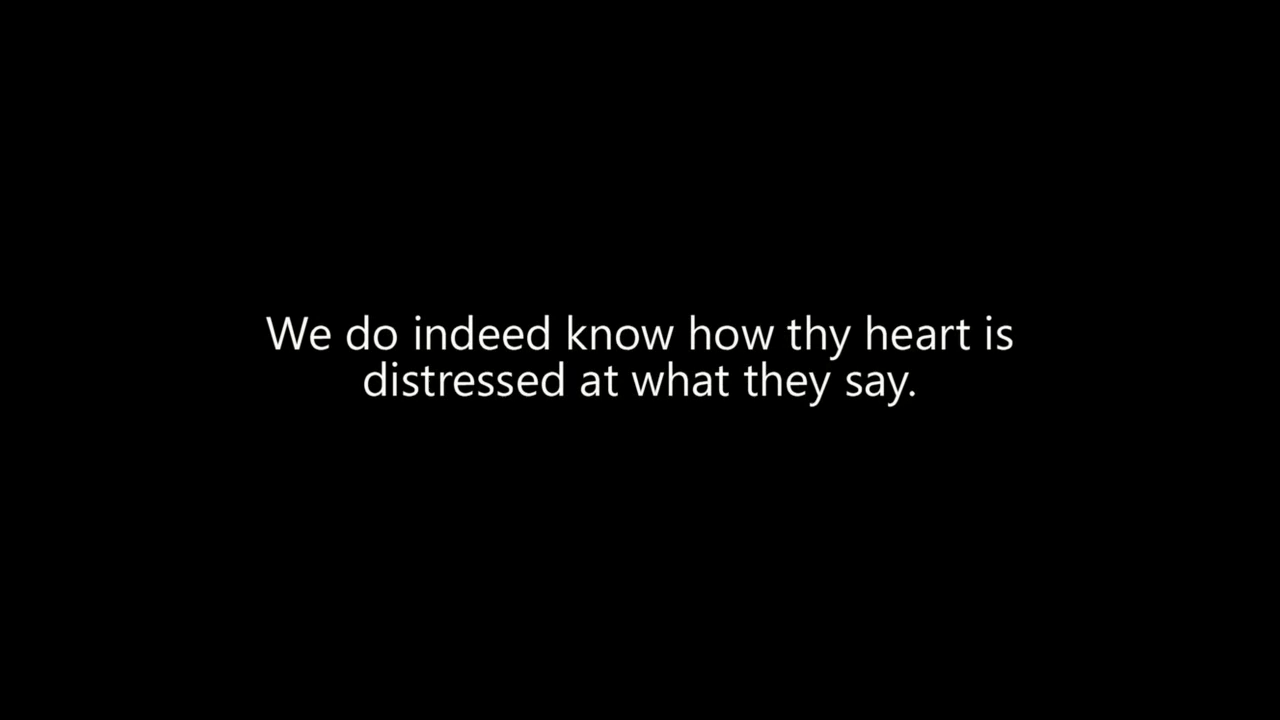 We do indeed know how thy heart is
distressed at what they say.